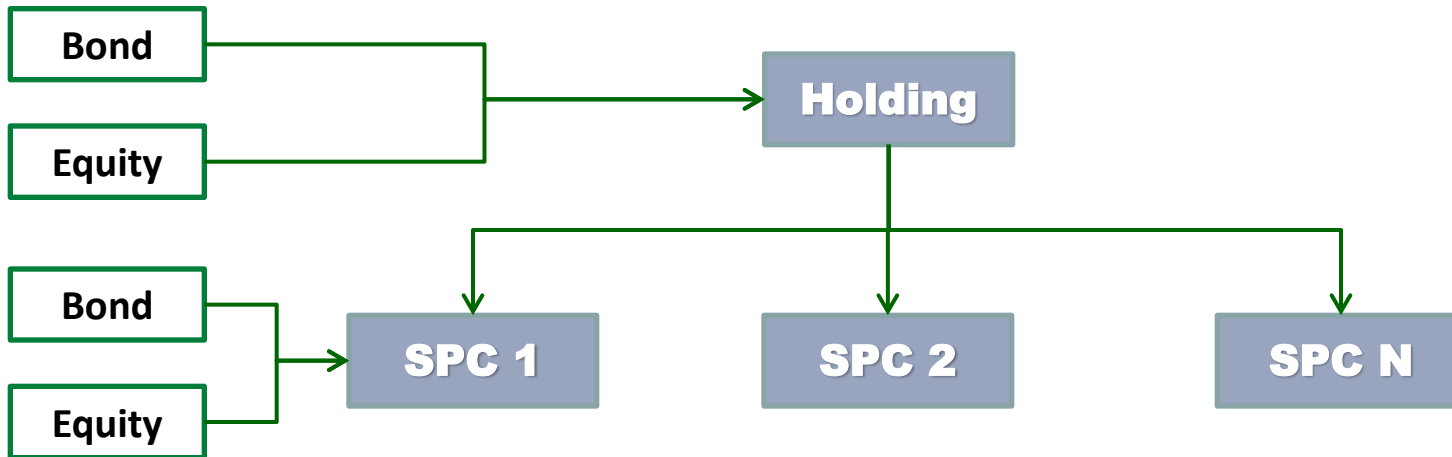 Bond
Holding
Equity
Bond
SPC 1
SPC 2
SPC N
Equity